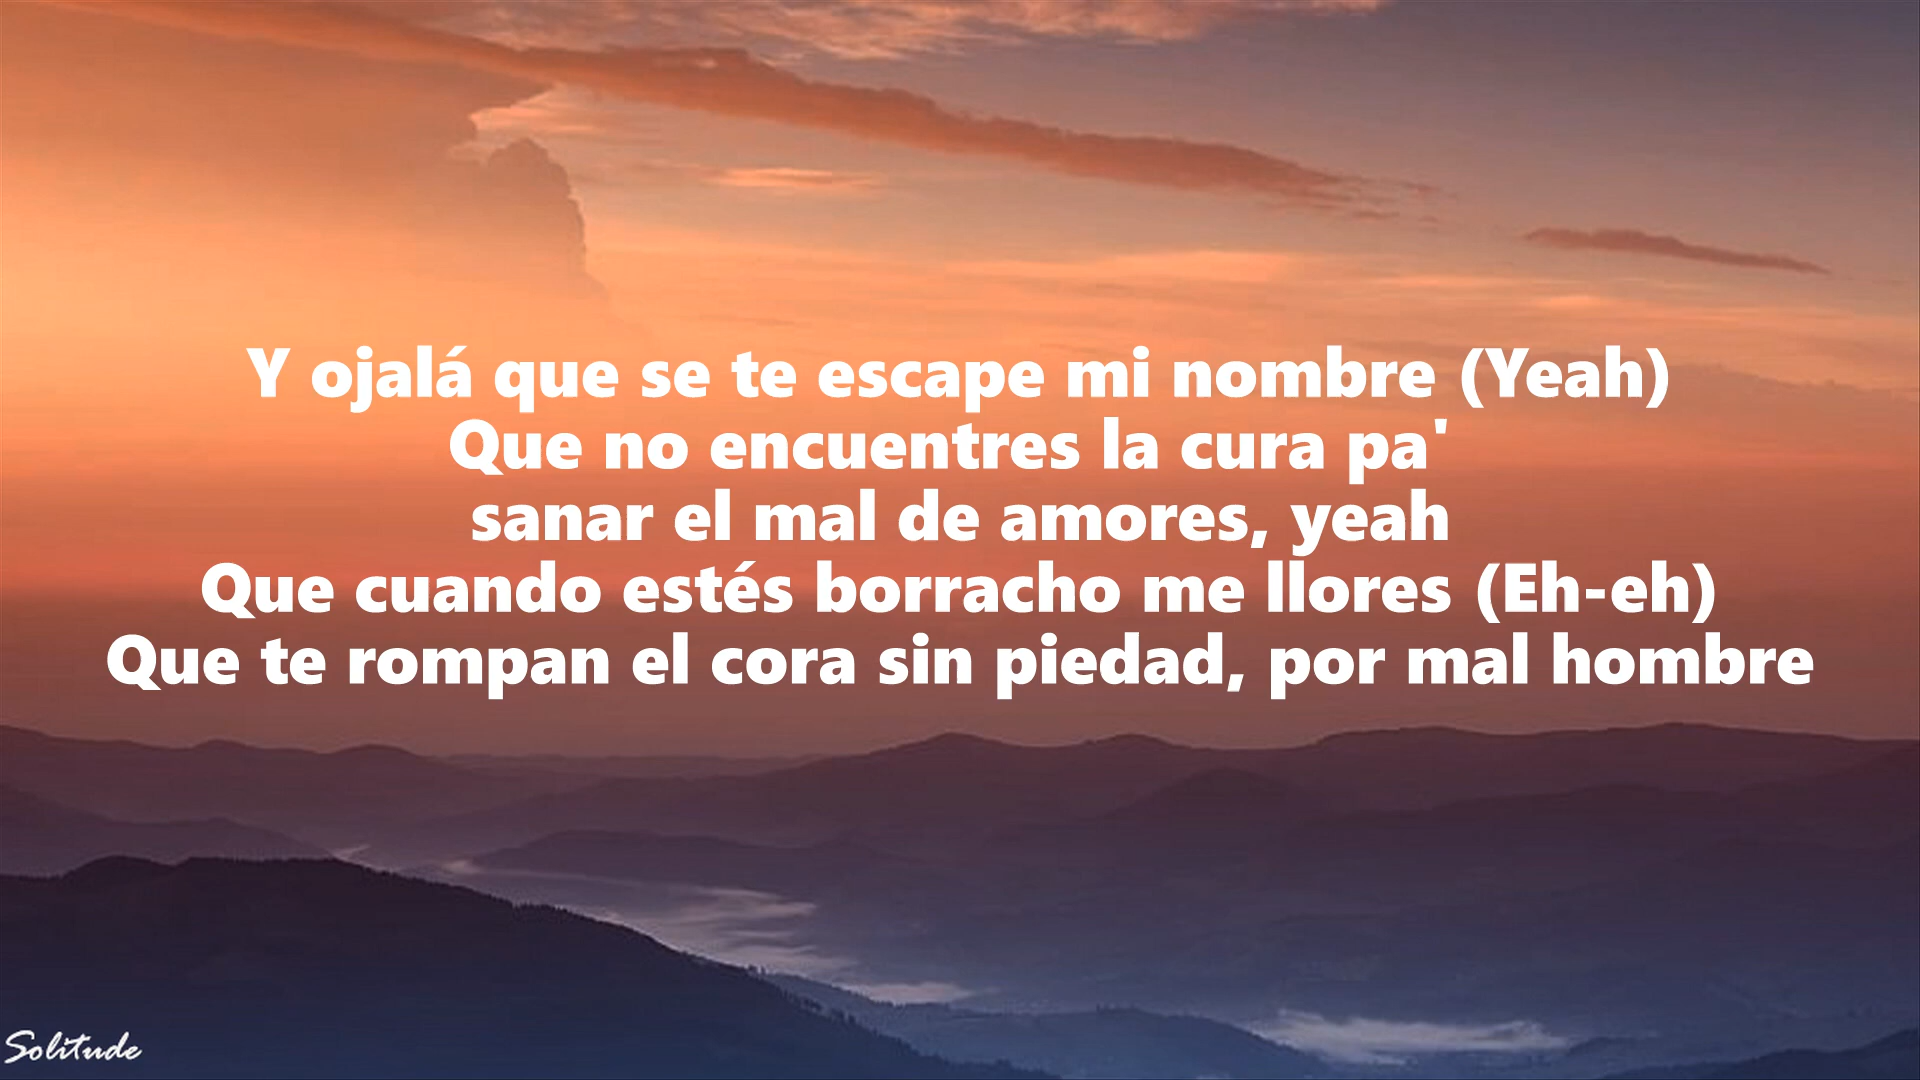 Y ojalá que se te escape mi nombre (Yeah)
Que no encuentres la cura pa'
sanar el mal de amores, yeah
Que cuando estés borracho me llores (Eh-eh)
Que te rompan el cora sin piedad, por mal hombre
Solitude